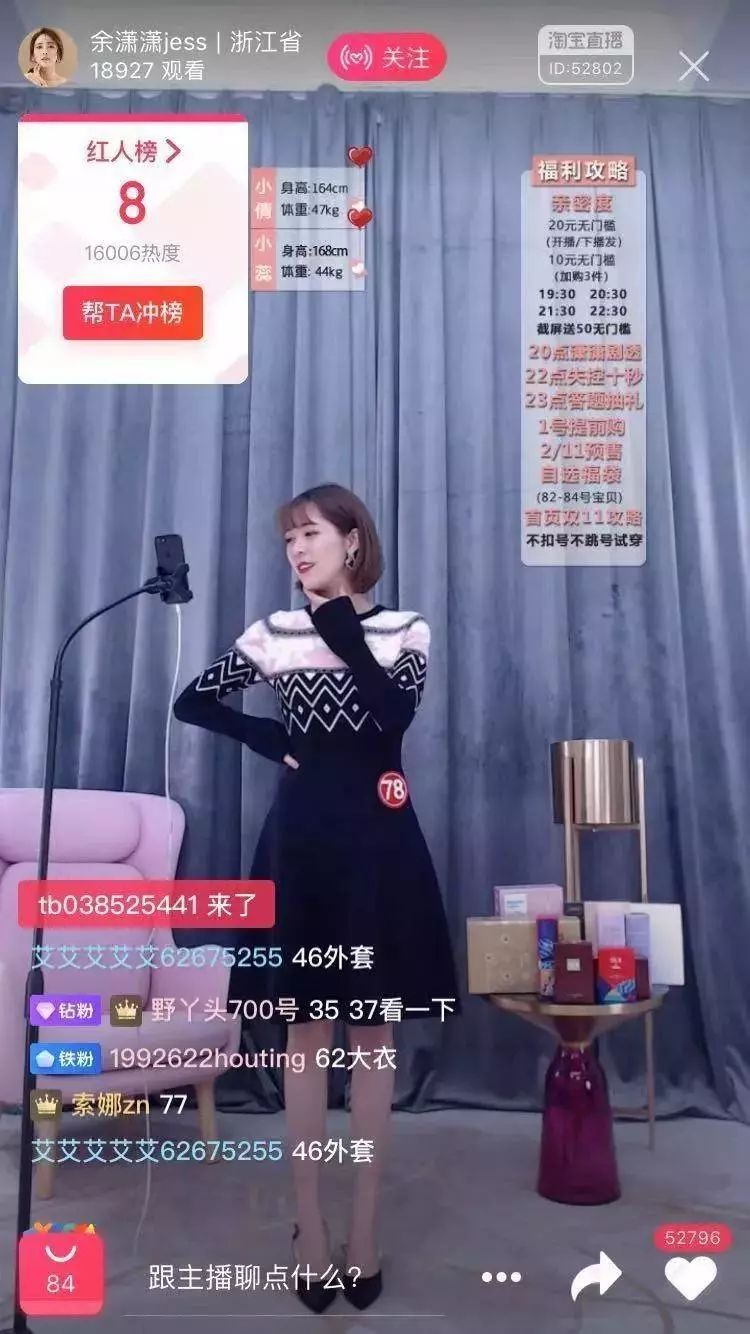 余潇潇jess | 浙江省
18927 观看
关注
淘宝直播
ID:52802
红人榜
8
16006热度
帮TA冲榜
小倩
身高:164cm
体重:47kg
小蕊
身高:168cm
体重: 44kg
福利攻略
亲密度
20元无门槛
(开播/下播发)
10元无门槛
(加购3件)
19:30 20:30
21:30 22:30
截屏送50无门槛
20点潇潇剧透
22点失控十秒
23点答题抽礼
1号提前购
2/11预售
自选福袋
(82-84号宝贝)
首页双11攻略
不扣号不跳号试穿
78
tb038525441 来了
艾艾艾艾艾62675255 46外套
钻粉 野丫头700号 35 37看一下
铁粉 1992622houting 62大衣
索娜zn 77
艾艾艾艾艾62675255 46外套
84
跟主播聊点什么?
52796